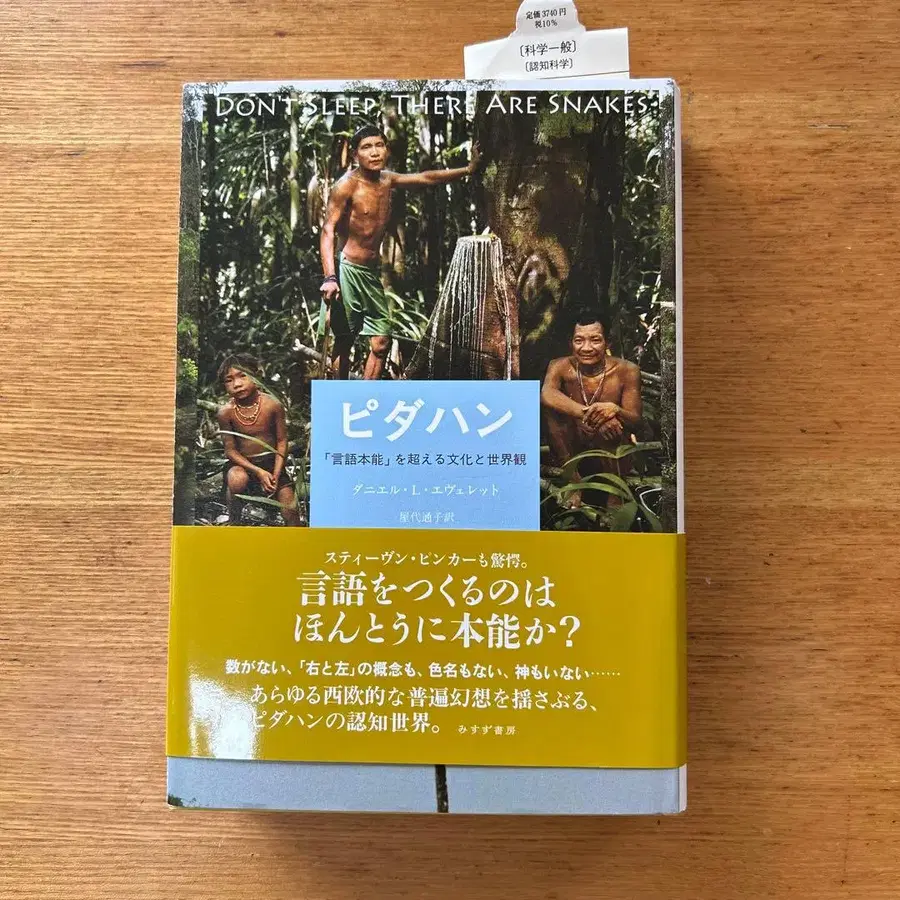 定価3740円
税10%
〔科学一般〕
〔認知科学〕
DON'T SLEEP, THERE ARE SNAKES
ピダハン
「言語本能」を超える文化と世界観
ダニエル・L・エヴェレット
屋代通子訳
スティーヴン・ピンカーも驚愕。
言語をつくるのは
ほんとうに本能か?
数がない、「右と左」の概念も、色名もない、神もいない……
あらゆる西欧的な普遍幻想を揺さぶる、
ピダハンの認知世界。 みすず書房